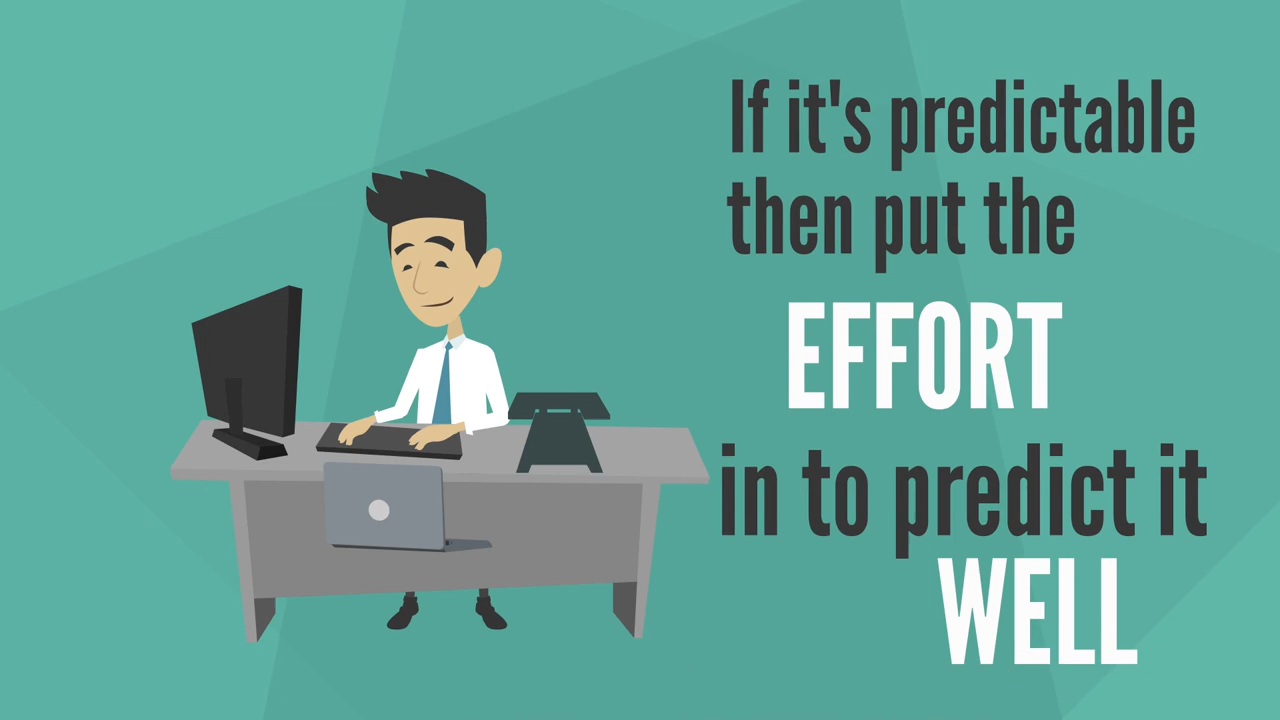 If it's predictable
then put the
EFFORT
in to predict it
WELL